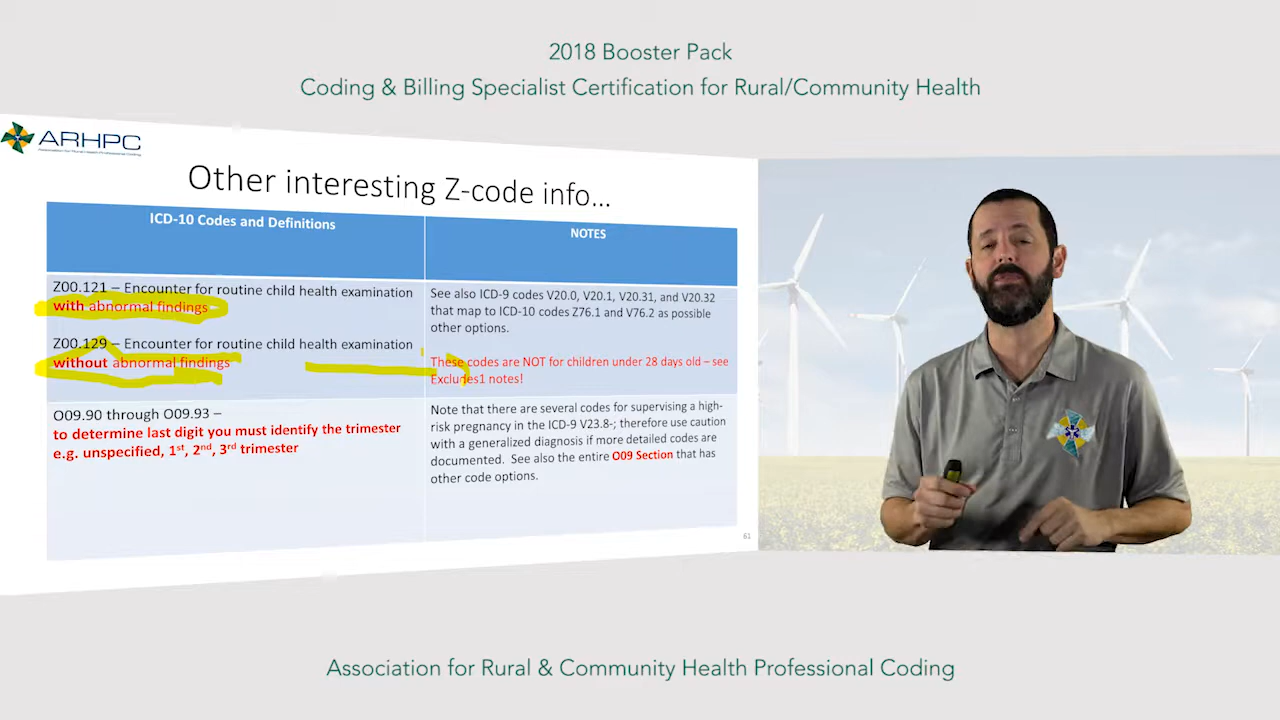 2018 Booster Pack
Coding & Billing Specialist Certification for Rural/Community Health
ARHPC
Association for Rural Health Professional Coding
Other interesting Z-code info…
ICD-10 Codes and Definitions
NOTES
Z00.121 – Encounter for routine child health examination
with abnormal findings
Z00.129 – Encounter for routine child health examination
without abnormal findings
See also ICD-9 codes V20.0, V20.1, V20.31, and V20.32
that map to ICD-10 codes Z76.1 and V76.2 as possible
other options.
These codes are NOT for children under 28 days old – see
Excludes1 notes!
O09.90 through O09.93 –
to determine last digit you must identify the trimester
e.g. unspecified, 1st, 2nd, 3rd trimester
Note that there are several codes for supervising a high-
risk pregnancy in the ICD-9 V23.8-; therefore use caution
with a generalized diagnosis if more detailed codes are
documented. See also the entire O09 Section that has
other code options.
61
Association for Rural & Community Health Professional Coding